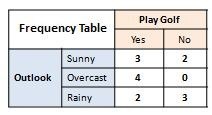 Frequency Table
Play Golf
Yes No
Outlook
Sunny 3 2
Overcast 4 0
Rainy 2 3